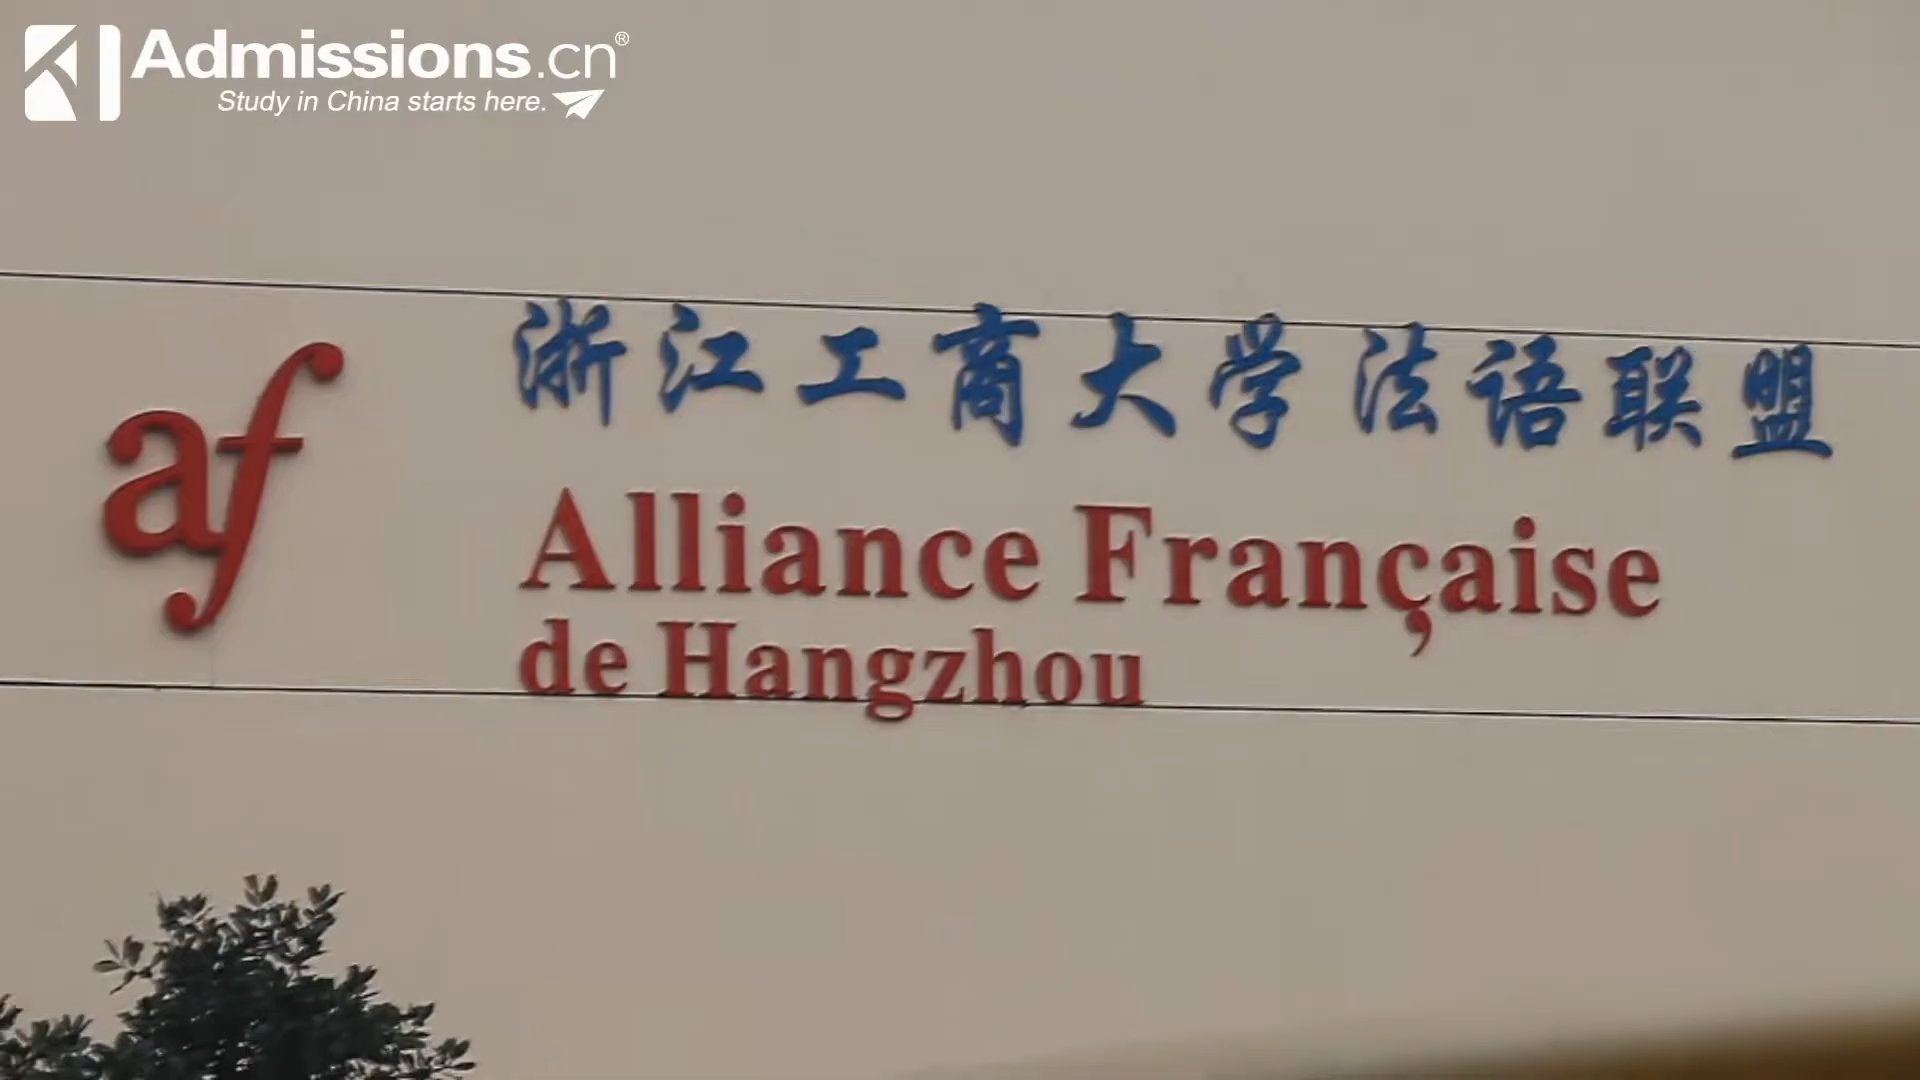 Admissions.cn®
Study in China starts here.
浙江工商大学法语联盟
af
Alliance Française
de Hangzhou